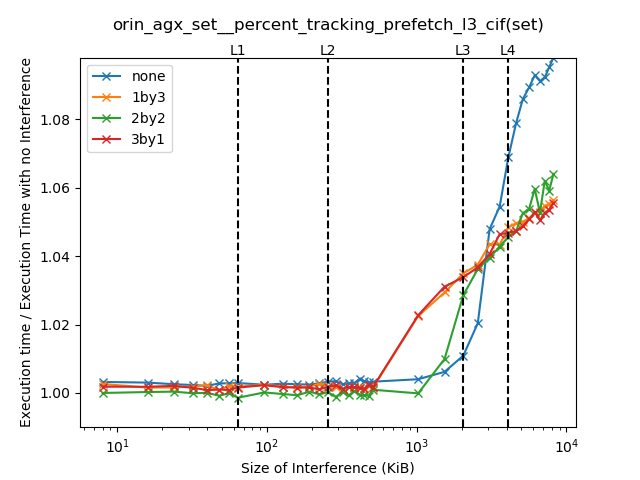 orin_agx_set__percent_tracking_prefetch_l3_cif(set)
L1 L2 L3 L4
none
1by3
2by2
3by1
1.08
1.06
1.04
1.02
1.00
Execution time / Execution Time with no Interference
10¹ 10² 10³ 10⁴
Size of Interference (KiB)